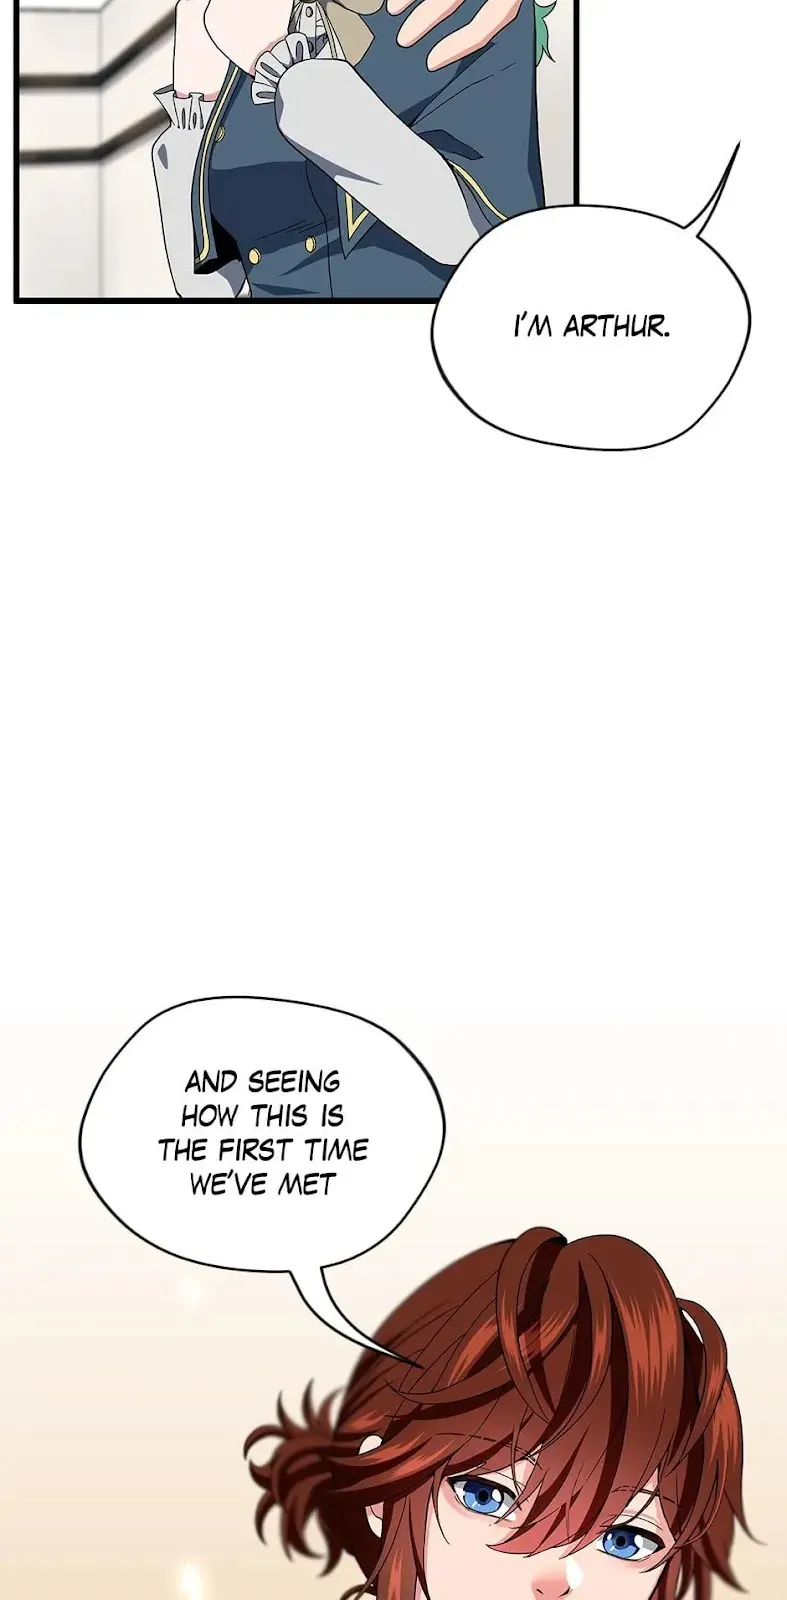 I'M ARTHUR.
AND SEEING
HOW THIS IS
THE FIRST TIME
WE'VE MET